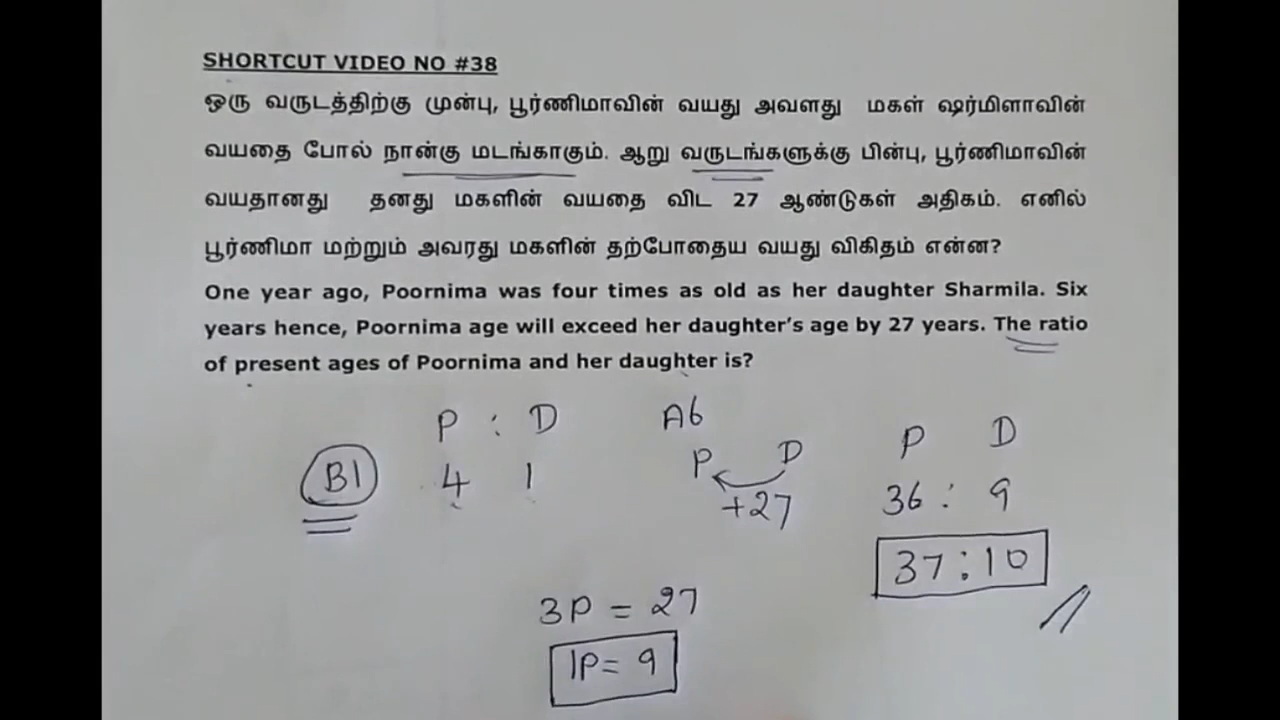 SHORTCUT VIDEO NO #38
ஒரு வருடத்திற்கு முன்பு, பூர்ணிமாவின் வயது அவளது மகள் ஷர்மிளாவின்
வயதை போல் நான்கு மடங்காகும். ஆறு வருடங்களுக்கு பின்பு, பூர்ணிமாவின்
வயதானது தனது மகளின் வயதை விட 27 ஆண்டுகள் அதிகம். எனில்
பூர்ணிமா மற்றும் அவரது மகளின் தற்போதைய வயது விகிதம் என்ன?
One year ago, Poornima was four times as old as her daughter Sharmila. Six
years hence, Poornima age will exceed her daughter's age by 27 years. The ratio
of present ages of Poornima and her daughter is?
P : D
B1 4 1
A6
P D
+27
3P = 27
1P = 9
P D
36 : 9
37 : 10